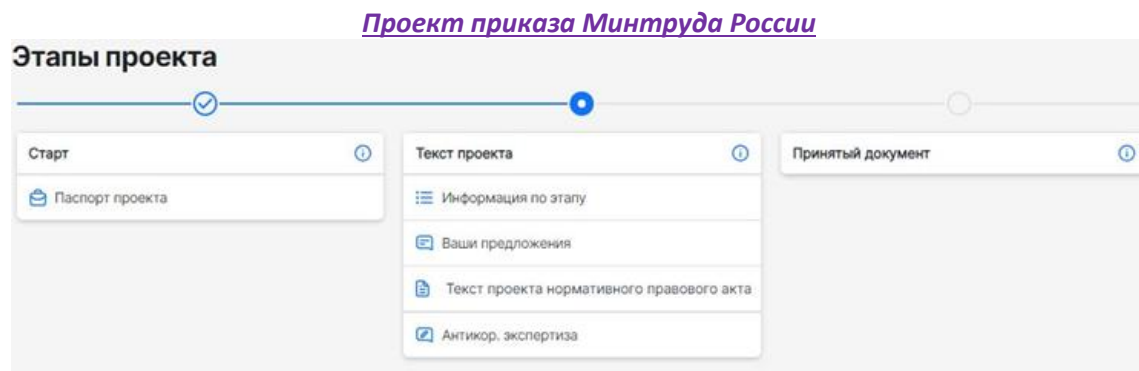 Проект приказа Минтруда России
Этапы проекта
Старт
Паспорт проекта
Текст проекта
Информация по этапу
Ваши предложения
Текст проекта нормативного правового акта
Антикор. экспертиза
Принятый документ